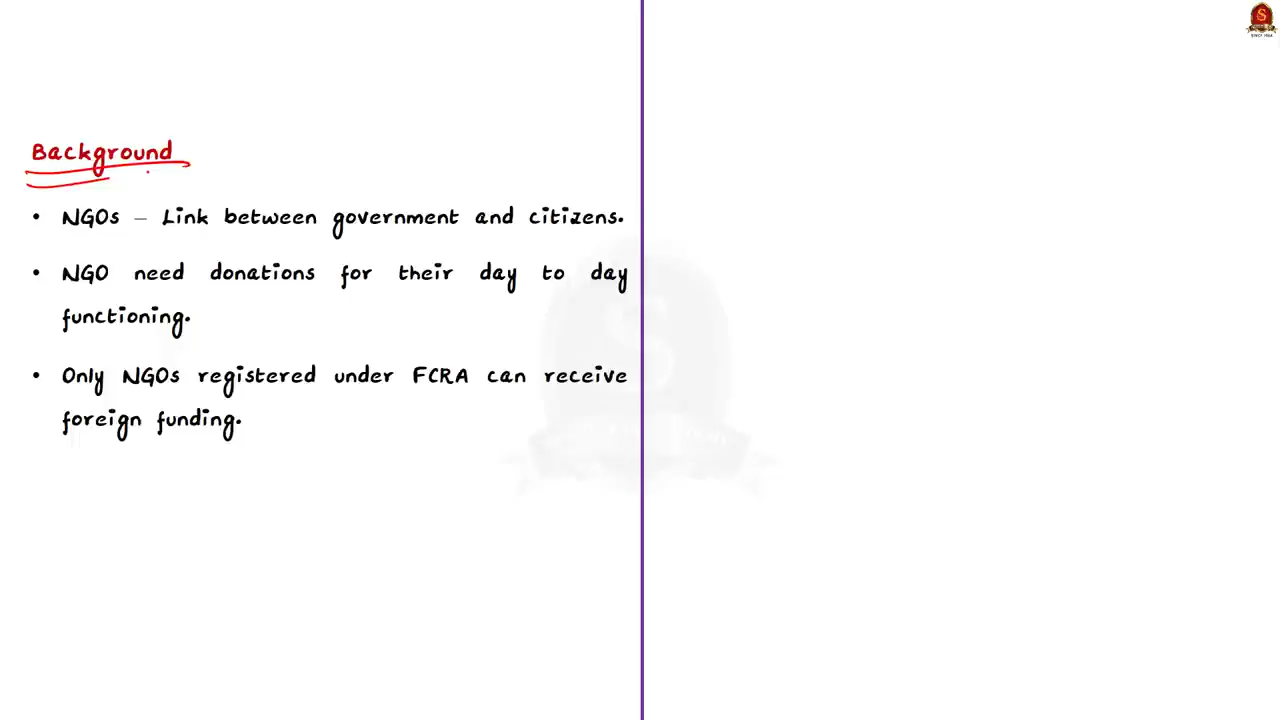 Background
• NGOs – Link between government and citizens.
• NGO need donations for their day to day
functioning.
• Only NGOs registered under FCRA can receive
foreign funding.